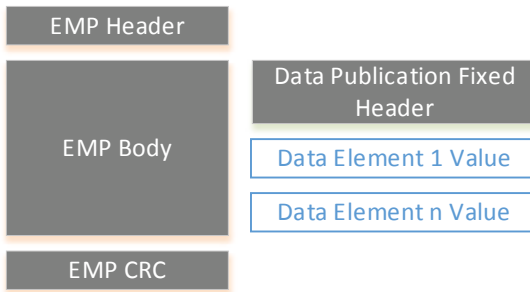 EMP Header
EMP Body
EMP CRC
Data Publication Fixed
Header
Data Element 1 Value
Data Element n Value